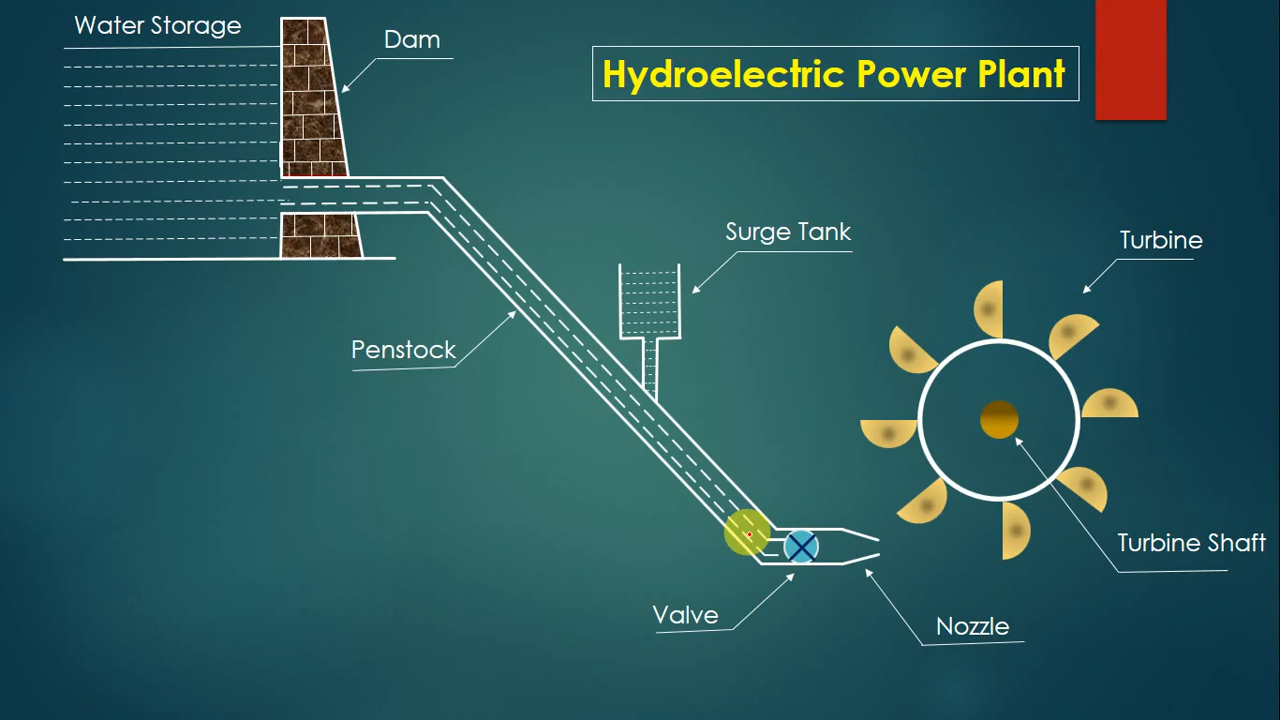 Water Storage
Dam
Hydroelectric Power Plant
Surge Tank
Turbine
Penstock
Turbine Shaft
Valve
Nozzle